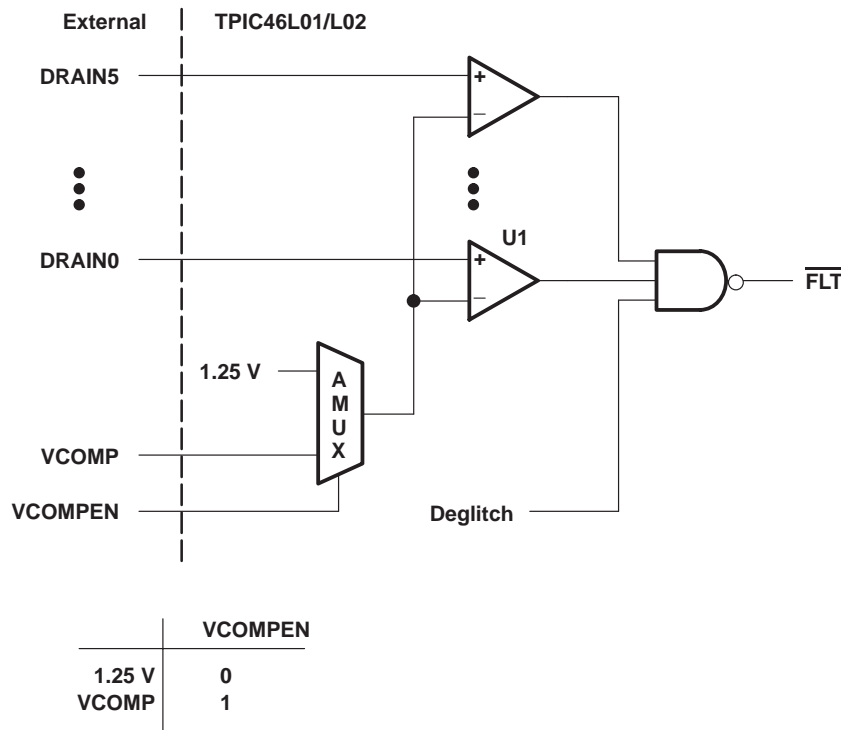 External TPIC46L01/L02
DRAIN5
+
–
U1
DRAIN0
+
–
FLT
1.25 V
A
M
U
X
VCOMP
VCOMPEN
Deglitch
VCOMPEN
1.25 V 0
VCOMP 1